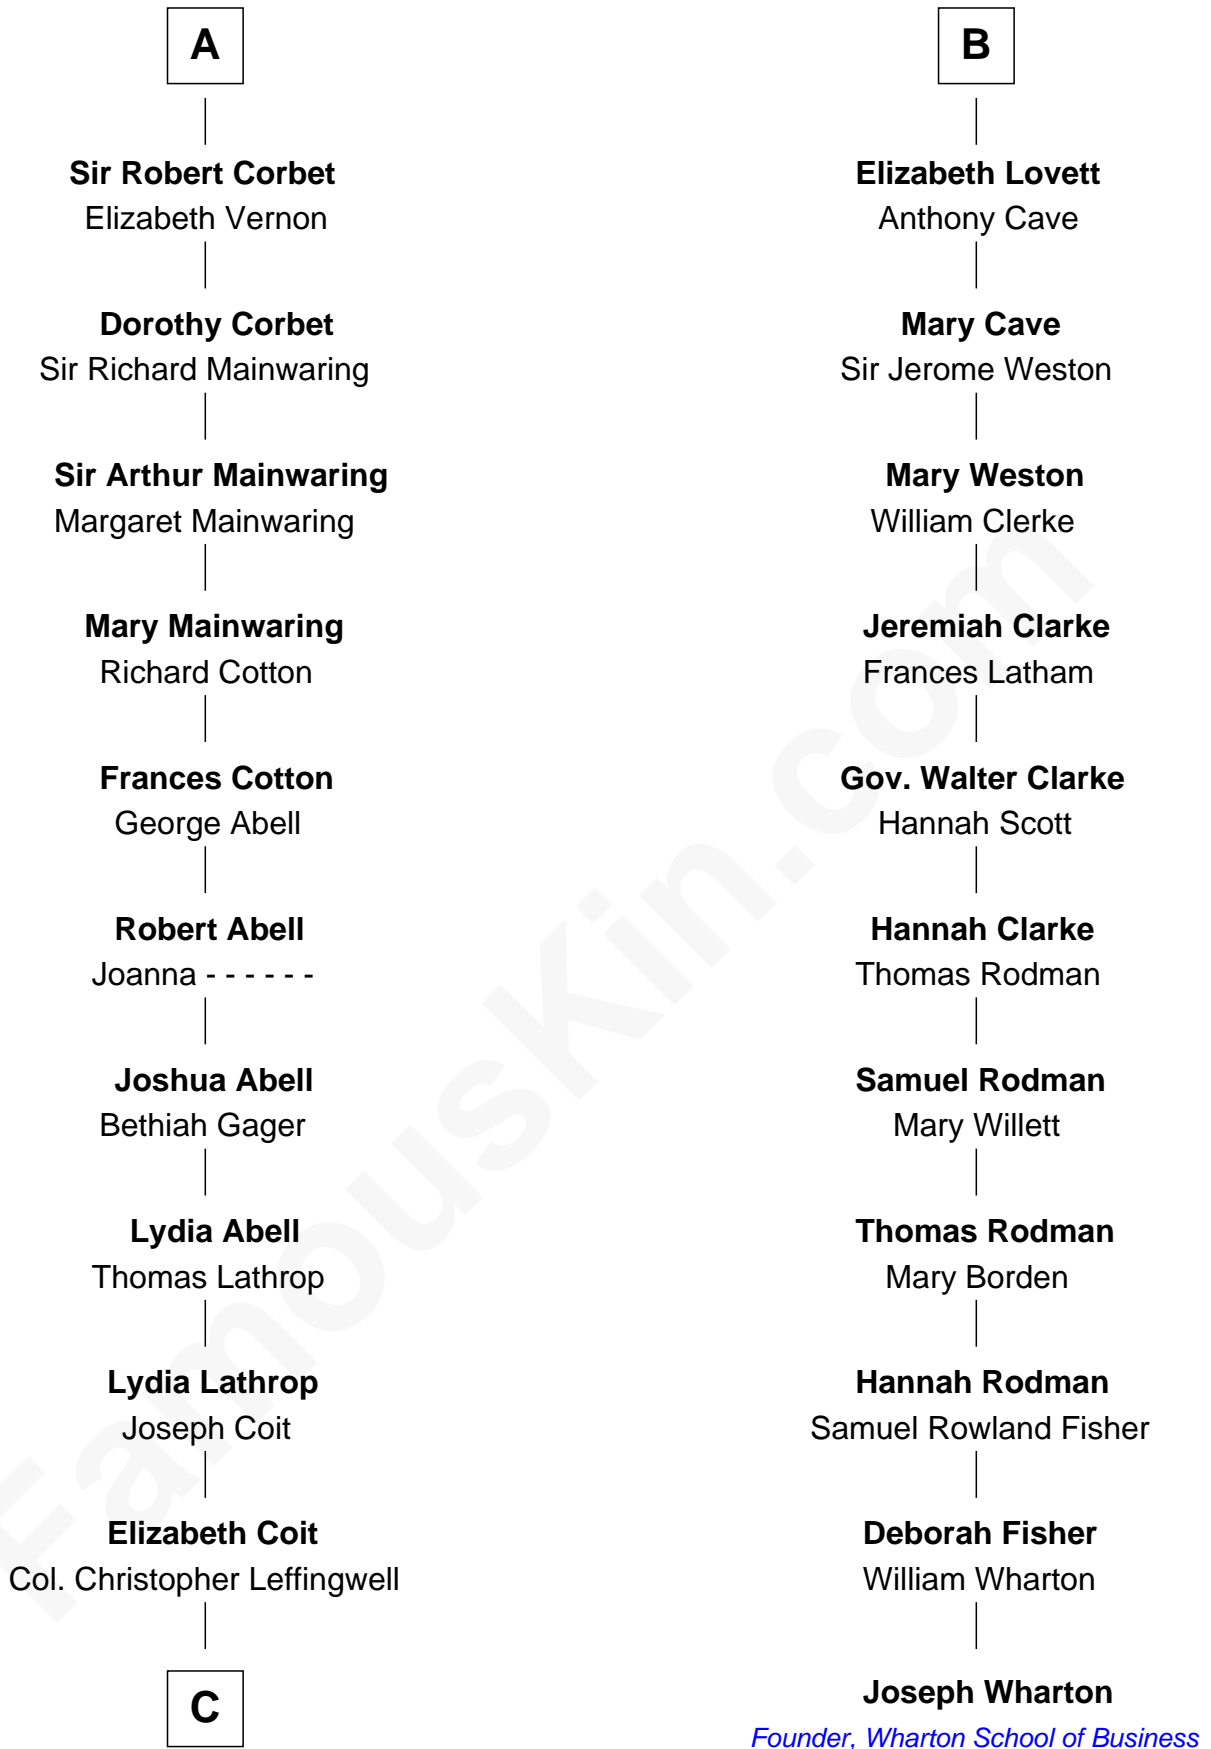 A
Sir Robert Corbet
Elizabeth Vernon
Dorothy Corbet
Sir Richard Mainwaring
Sir Arthur Mainwaring
Margaret Mainwaring
Mary Mainwaring
Richard Cotton
Frances Cotton
George Abell
Robert Abell
Joanna - - - - - -
Joshua Abell
Bethiah Gager
Lydia Abell
Thomas Lathrop
Lydia Lathrop
Joseph Coit
Elizabeth Coit
Col. Christopher Leffingwell
C
B
Elizabeth Lovett
Anthony Cave
Mary Cave
Sir Jerome Weston
Mary Weston
William Clerke
Jeremiah Clarke
Frances Latham
Gov. Walter Clarke
Hannah Scott
Hannah Clarke
Thomas Rodman
Samuel Rodman
Mary Willett
Thomas Rodman
Mary Borden
Hannah Rodman
Samuel Rowland Fisher
Deborah Fisher
William Wharton
Joseph Wharton
Founder, Wharton School of Business
FamousKin.com